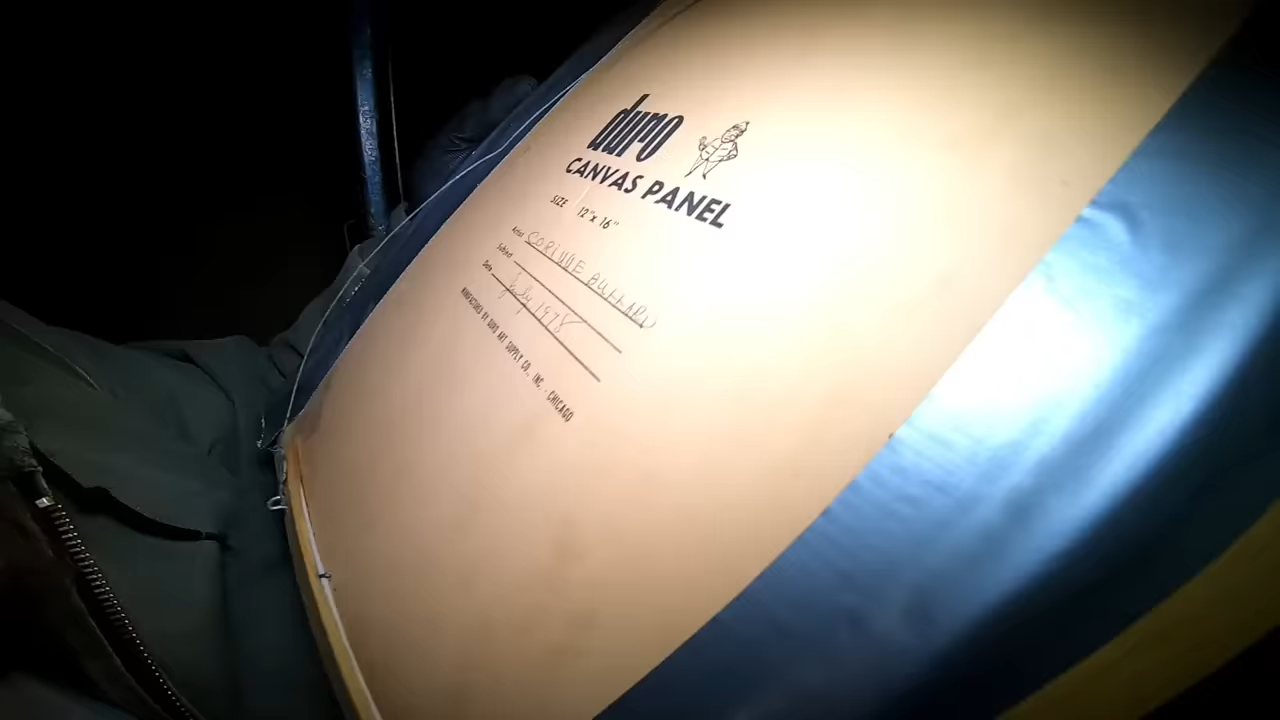 duro
CANVAS PANEL
SIZE 12" x 16"
Artist CORINNE
Subject
Date July 1978
MANUFACTURED BY DURO ART SUPPLY CO., INC. - CHICAGO